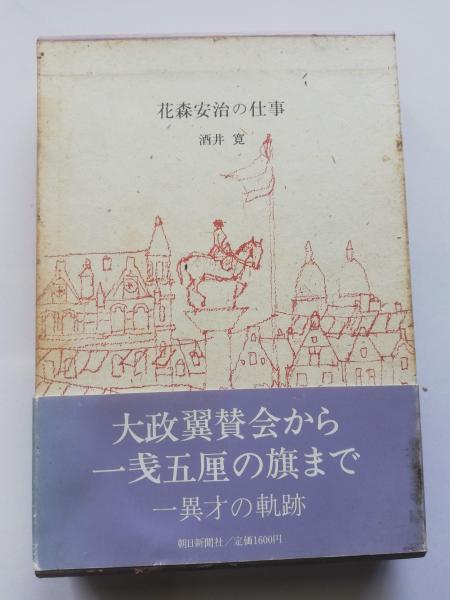 花森安治の仕事
酒井 寛
大政翼賛会から
一戔五厘の旗まで
一異才の軌跡
朝日新聞社/定価1600円